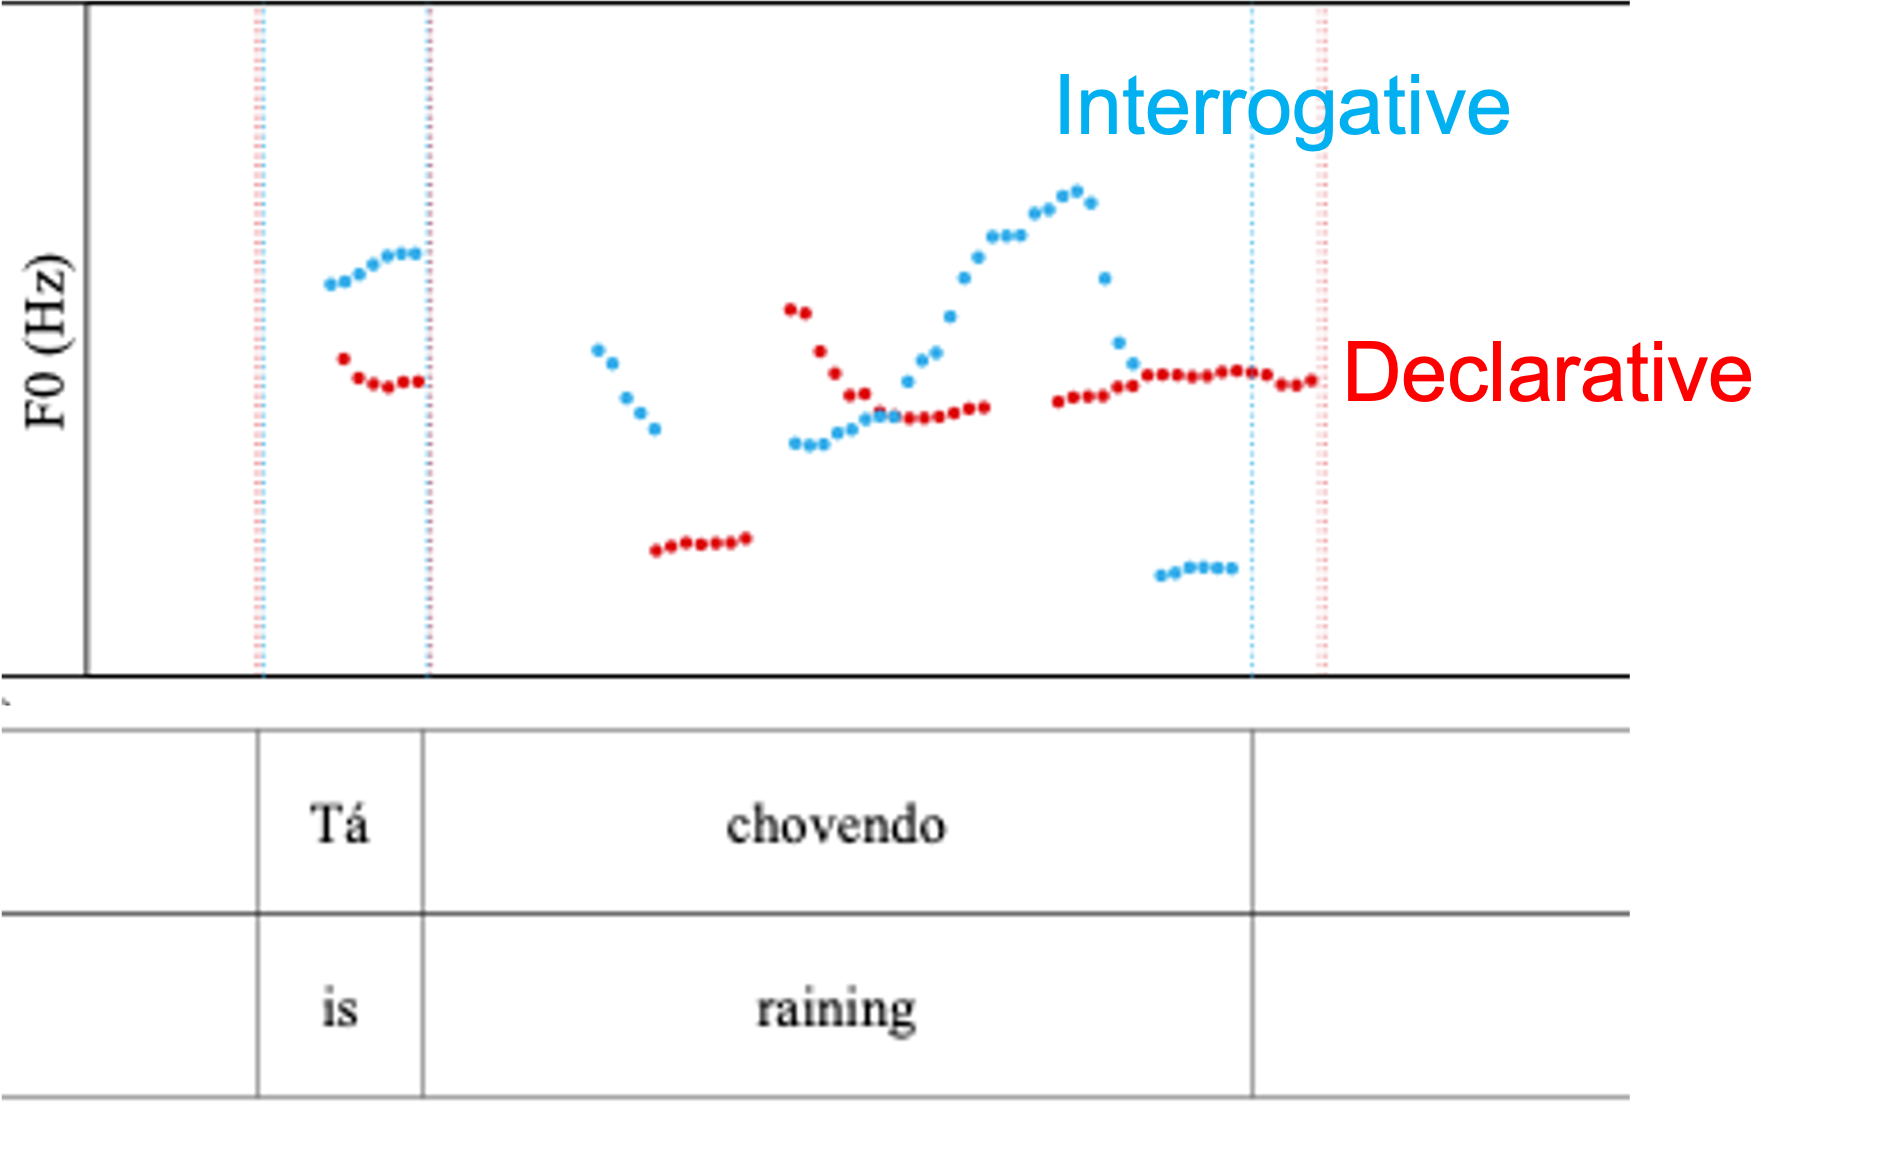 Interrogative
F0 (Hz)
Declarative
Tá chovendo
is raining